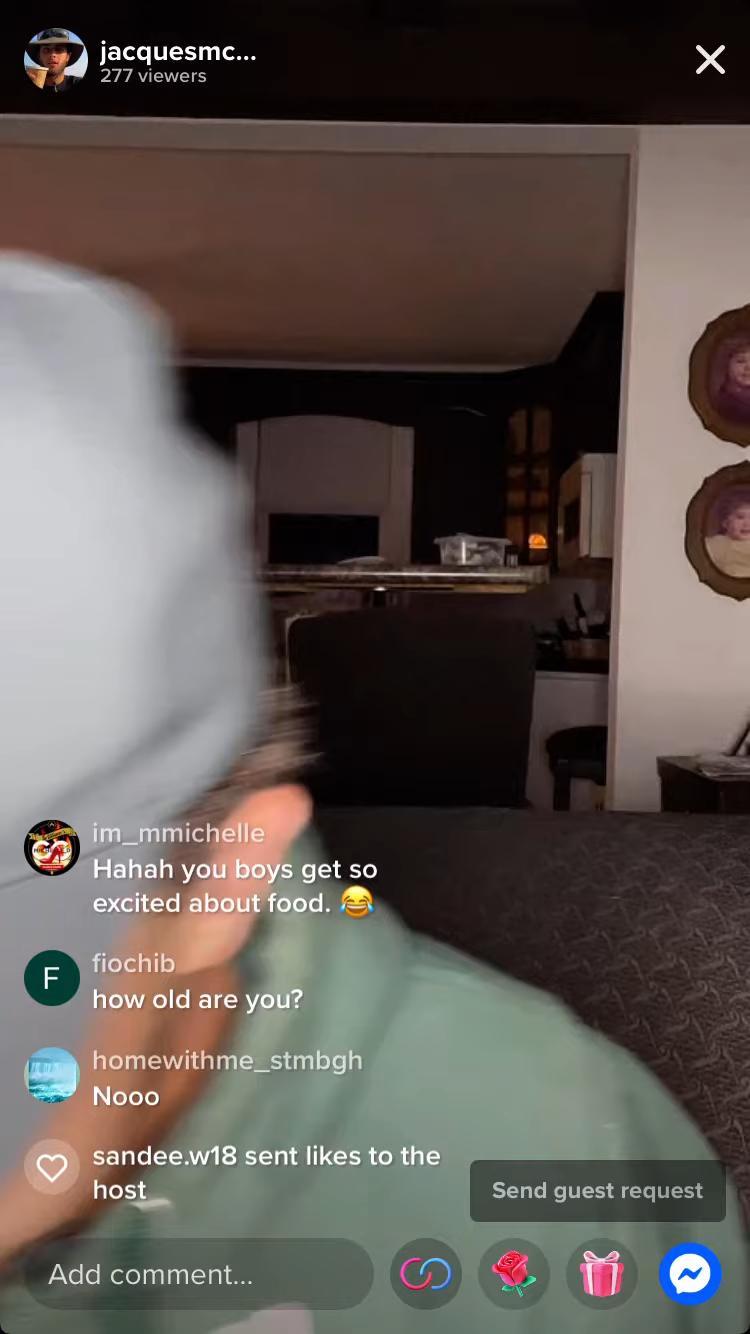 jacquesmc...
277 viewers
im_mmichelle
Hahah you boys get so
excited about food. 😂
fiochib
F
how old are you?
homewithme_stmbgh
Nooo
sandee.w18 sent likes to the
host
Send guest request
Add comment...